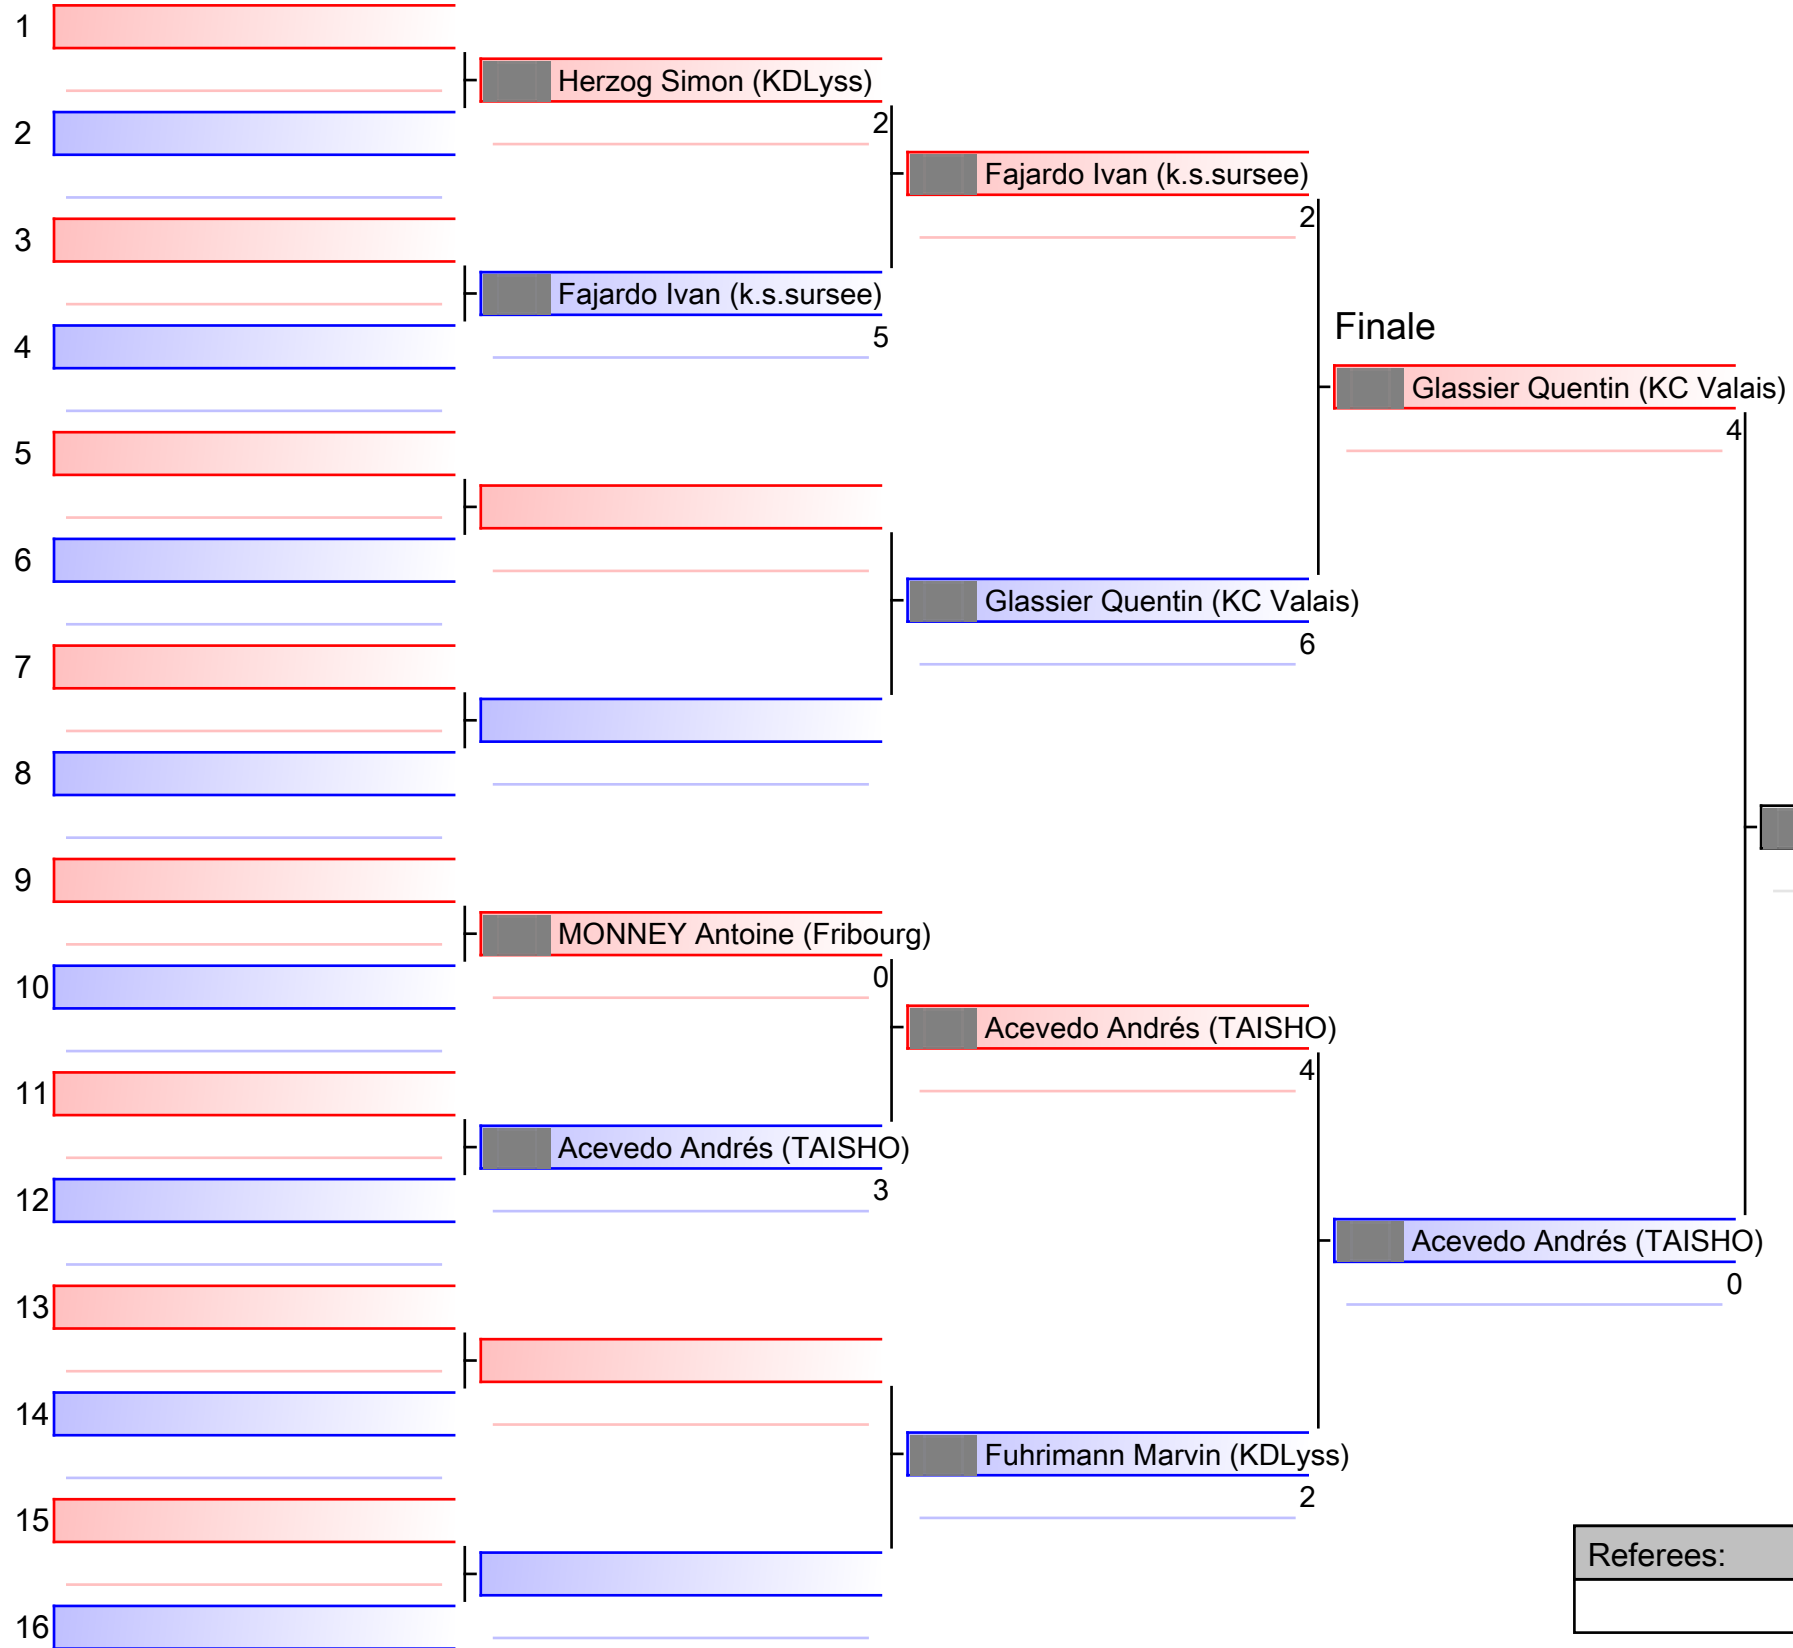 1
Herzog Simon (KDLyss)
2
2
Fajardo Ivan (k.s.sursee)
2
3
Fajardo Ivan (k.s.sursee)
5
4
Finale
Glassier Quentin (KC Valais)
4
5
6
Glassier Quentin (KC Valais)
6
7
8
9
MONNEY Antoine (Fribourg)
0
10
Acevedo Andrés (TAISHO)
4
11
Acevedo Andrés (TAISHO)
3
12
Acevedo Andrés (TAISHO)
0
13
14
Fuhrimann Marvin (KDLyss)
2
15
Referees:
16